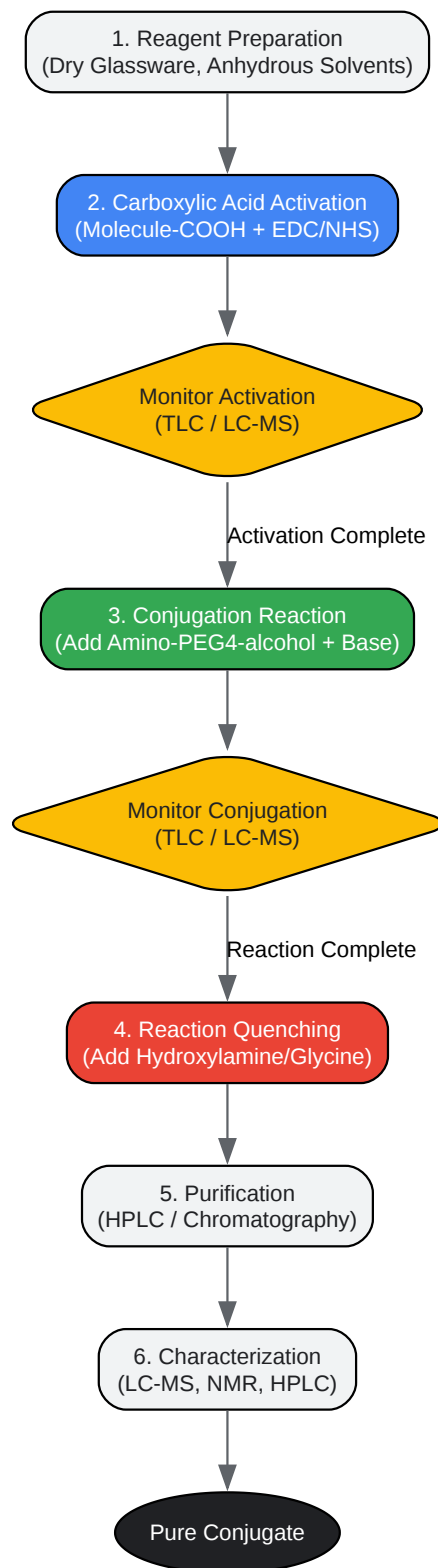 1. Reagent Preparation
(Dry Glassware, Anhydrous Solvents)
2. Carboxylic Acid Activation
(Molecule-COOH + EDC/NHS)
Monitor Activation
(TLC / LC-MS)
Activation Complete
3. Conjugation Reaction
(Add Amino-PEG4-alcohol + Base)
Monitor Conjugation
(TLC / LC-MS)
Reaction Complete
4. Reaction Quenching
(Add Hydroxylamine/Glycine)
5. Purification
(HPLC / Chromatography)
6. Characterization
(LC-MS, NMR, HPLC)
Pure Conjugate